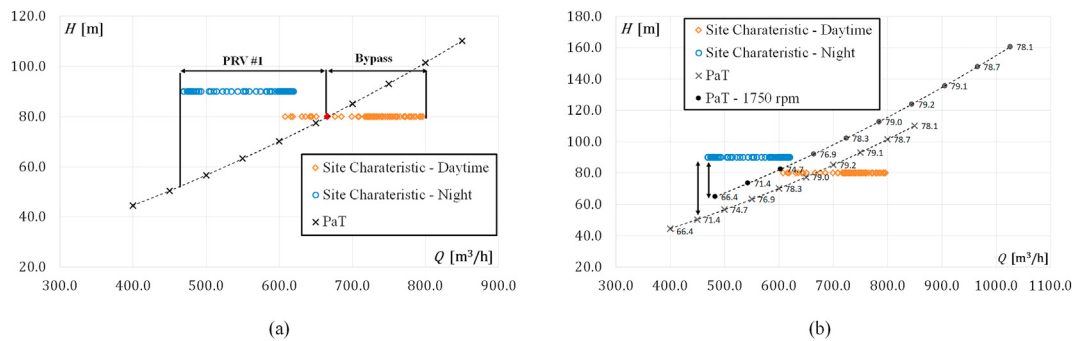 H [m]
120.0
100.0
80.0
60.0
40.0
20.0
PRV #1
Bypass
Site Charateristic - Daytime
Site Charateristic - Night
PaT
Q [m³/h]
300.0 400.0 500.0 600.0 700.0 800.0 900.0
(a)
H [m]
180.0
160.0
140.0
120.0
100.0
80.0
60.0
40.0
20.0
Site Charateristic - Daytime
Site Charateristic - Night
PaT
PaT - 1750 rpm
66.4 71.4 74.7 76.9 78.3 79.0 79.2 79.1 78.7 78.1
66.4 71.4 74.7 76.9 78.3 79.0 79.2 79.1 78.7 78.1
Q [m³/h]
300.0 400.0 500.0 600.0 700.0 800.0 900.0 1000.0 1100.0
(b)